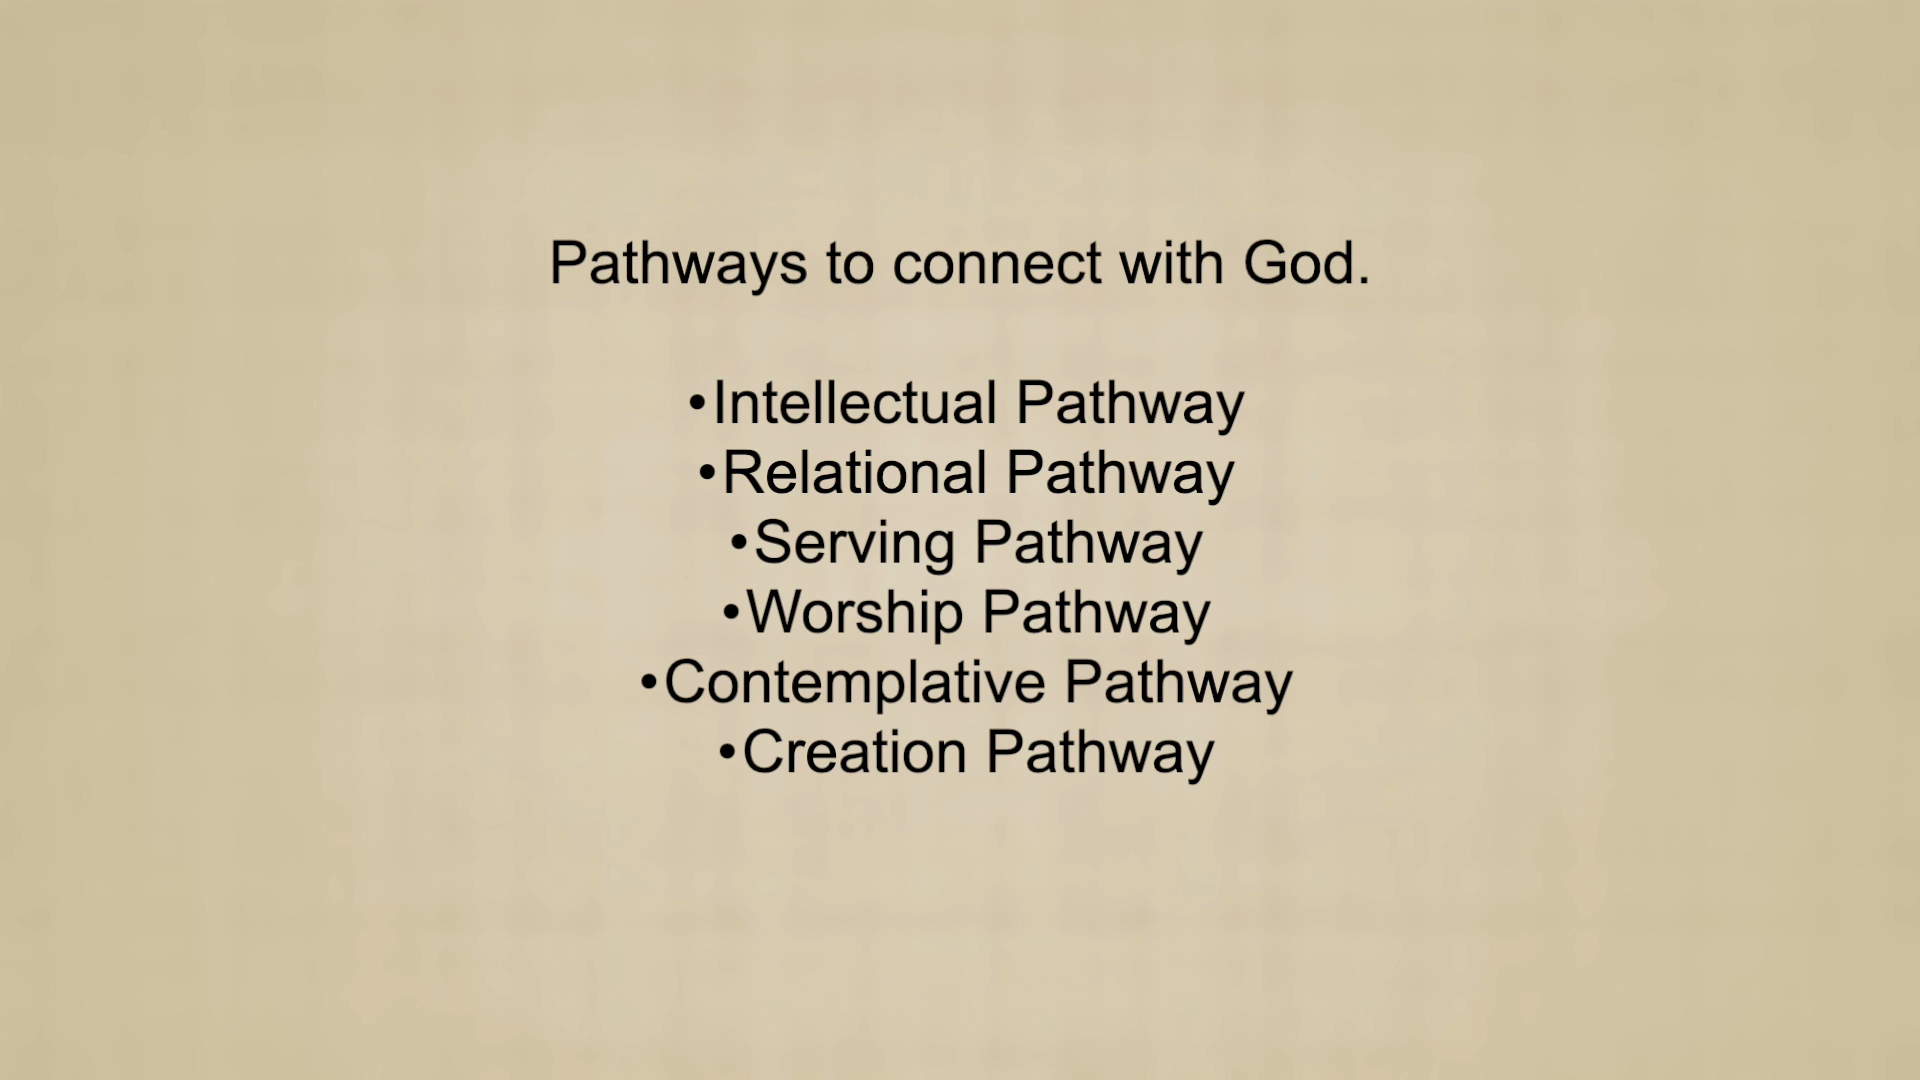 Pathways to connect with God.
•Intellectual Pathway
•Relational Pathway
•Serving Pathway
•Worship Pathway
•Contemplative Pathway
•Creation Pathway